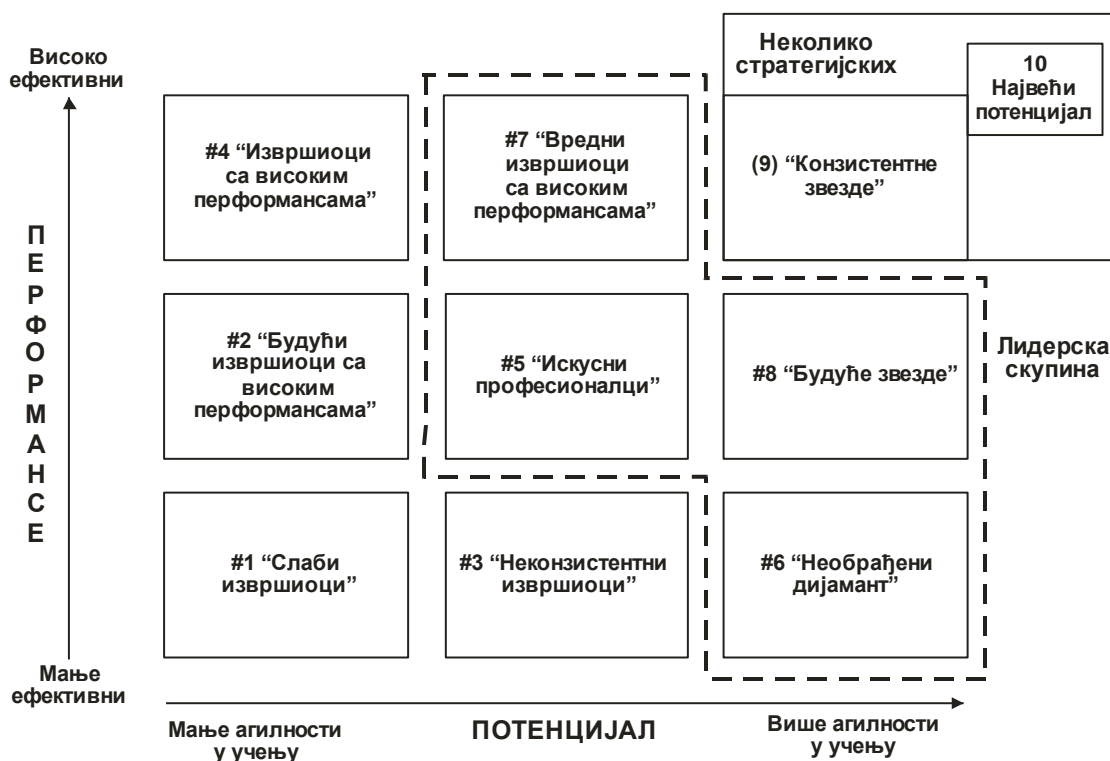 Високо
ефективни
Неколико
стратегијских
10
Највећи
потенцијал
#4 “Извршиоци
са високим
перформансама”
#7 “Вредни
извршиоци
са високим
перформансама”
(9) “Конзистентне
звезде”
ПЕРФОРМАНСЕ
#2 “Будући
извршиоци са
високим
перформансама”
#5 “Искусни
професионалци”
#8 “Будуће звезде”
Лидерска
скупина
#1 “Слаби
извршиоци”
#3 “Неконзистентни
извршиоци”
#6 “Необрађени
дијамант”
Мање
ефективни
Мање агилности
у учењу
ПОТЕНЦИЈАЛ
Више агилности
у учењу